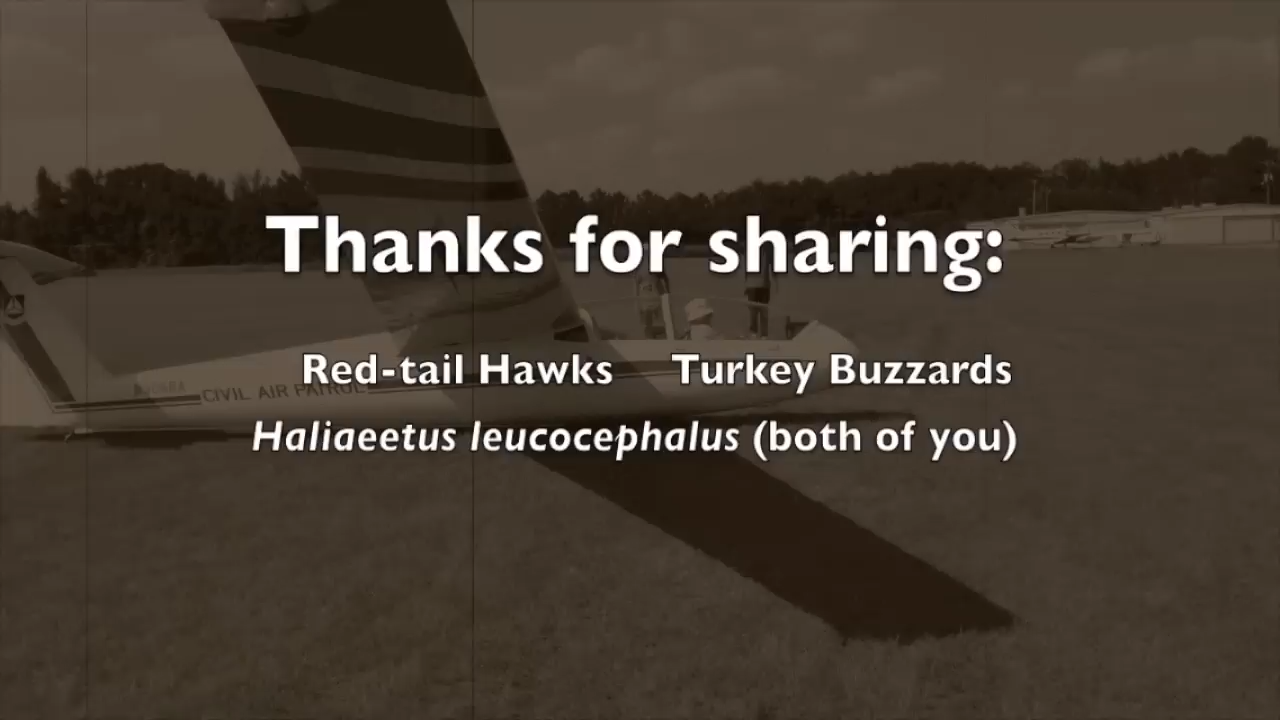 Thanks for sharing:
Red-tail Hawks Turkey Buzzards
Haliaeetus leucocephalus (both of you)
CIVIL AIR PATROL